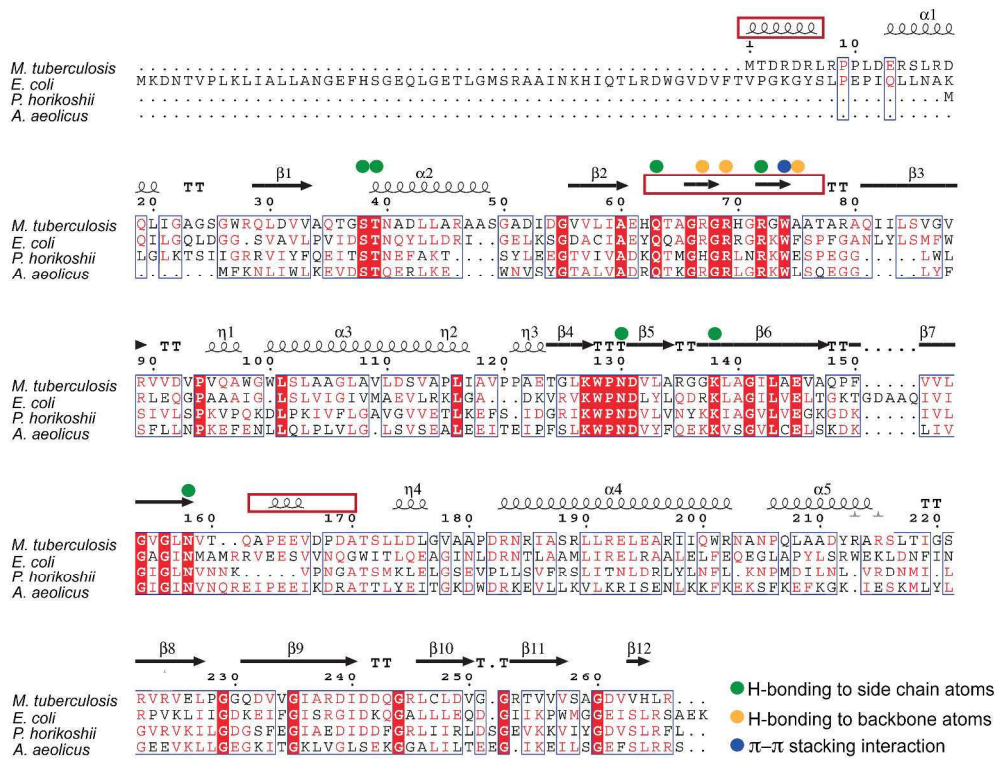 α1
1 10
M. tuberculosis ....................................................MTDRDRLRPPLDERSLRD
E. coli MKDNTVPLKLIALLANGEFHSGEQLGETLGMSRAAINKHIQTLRDWGVDVFTVPGKGYSLPEPIQLLNAK
P. horikoshii .....................................................................M
A. aeolicus ......................................................................
TT β1 α2 β2 TT β3
20 30 40 50 60 70 80
M. tuberculosis QLIGAGSGWRQLDVVAQTGSTNADLLARAASGADIDGVVLIAEHQTAGRGRHGRGWAATARAQIILSVGV
E. coli QILGQLDGG.SVAVLPVIDSTNQYLLDRI..GELKSGDACIAEYQQAGRGRRGRKWFSPFGANLYLSMFW
P. horikoshii LGLKTSIIGRRVIYFQEITSTNEFAKT....SYLEEGTVIVADKQTMGHGRLNRKWESPEGG....LWL
A. aeolicus .......MFKNLIWLKEVDSTQERLKE...WNVSYGTALVADRQTKGRGRLGRKWLSQEGG....LYF
TT η1 α3 η2 η3 β4 TT β5 TT β6 TT β7
90 100 110 120 130 140 150
M. tuberculosis RVVDVPVQAWGWLSLAAGLAVLDSVAPLIAVPPAETGLKWPNDVLARGGKLAGILAEVAQPF.....VVL
E. coli RLEQGPAAAIG.LSLVIGIVMAEVLRKLGA..DKVRVKWPNDLYLQDRKLAGILVELTGKTGDAAQIVI
P. horikoshii SIVLSPKVPQKDLPKIVFLGAVGVVETLKEFS.IDGRIKWPNDVLVNYKKIAGVLVEGKGDK.....IVL
A. aeolicus SFLLNPKEFENLLQLPLVLG.LSVSEALEEITEIPFSLKWPNDVYFQEKKVSGVLCELSKDK.....LIV
η4 α4 α5 TT
160 170 180 190 200 210 220
M. tuberculosis GVGLNVT..QAPEEVDPDATSLLDLGVAAPDRNRIASRLLRELEARIIQWRNANPQLAADYRARSLTIGS
E. coli GAGINMAMRRVEESVVNQGWITLQEAGINLDRNTLAAMLIRELRAALELFEQEGLAPYLSRWEKLDNFIN
P. horikoshii GIGLNVNNK.....VPNGATSMKLELGSEVPLLSVFRSLITNLDRLYLNFL.KNPMDILNL.VRDNMIL.
A. aeolicus GIGINVNQREIPEEIKDRATTLYEITGKDWDRKEVLLKVLKRISENLKKFKEKSFKEFKGK.IESKMLYL
β8 β9 TT β10 T.T β11 β12
230 240 250 260
M. tuberculosis RVRVELPGGQDVVGIARDIDDQGRLCLDVG.GRTVVVSAGDVVHLR...
E. coli RPVKLIIGDKEIFGISRGIDKQGALLLEQD.GIIKPWMGGEISLRSAEK
P. horikoshii GVRVKILGDGSFEGIAEDIDDFGRLIIRLDSGEVKKVIYGDVSLRFL..
A. aeolicus GEEVKLLGEGKITGKLVGLSEKGGALILTEEG.IKEILSGEFSLRRS..
H-bonding to side chain atoms
H-bonding to backbone atoms
π–π stacking interaction